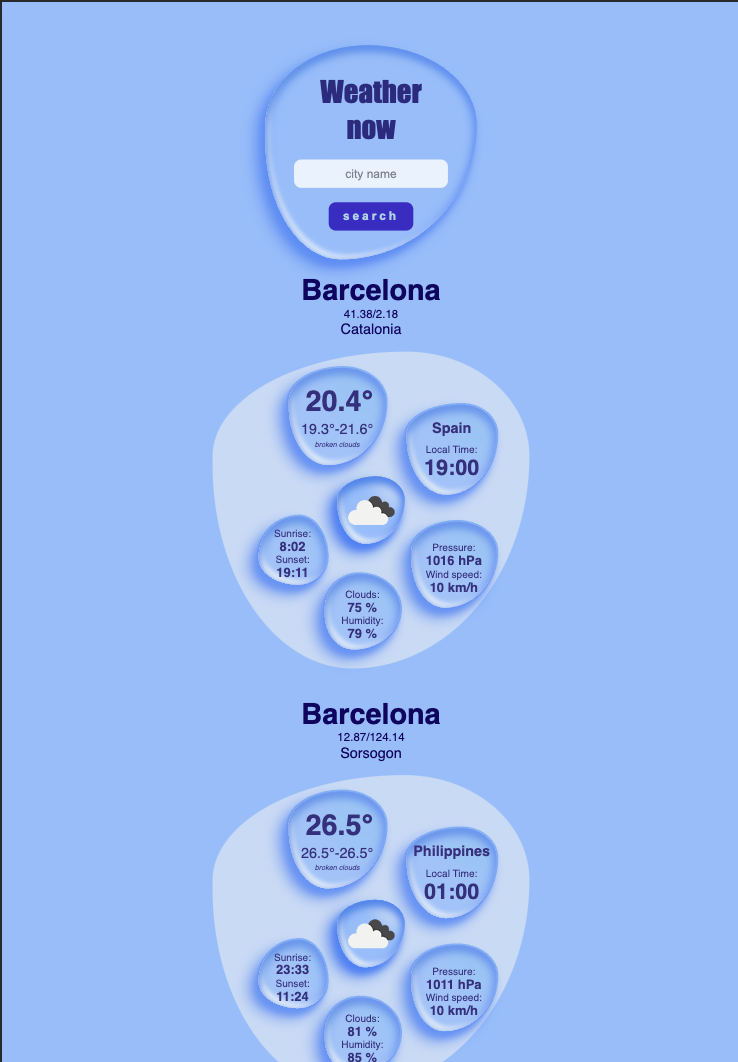 Weather
now
city name
search
Barcelona
41.38/2.18
Catalonia
20.4°
19.3°-21.6°
broken clouds
Spain
Local Time:
19:00
Sunrise:
8:02
Sunset:
19:11
Pressure:
1016 hPa
Wind speed:
10 km/h
Clouds:
75 %
Humidity:
79 %
Barcelona
12.87/124.14
Sorsogon
26.5°
26.5°-26.5°
broken clouds
Philippines
Local Time:
01:00
Sunrise:
23:33
Sunset:
11:24
Pressure:
1011 hPa
Wind speed:
10 km/h
Clouds:
81 %
Humidity:
85 %